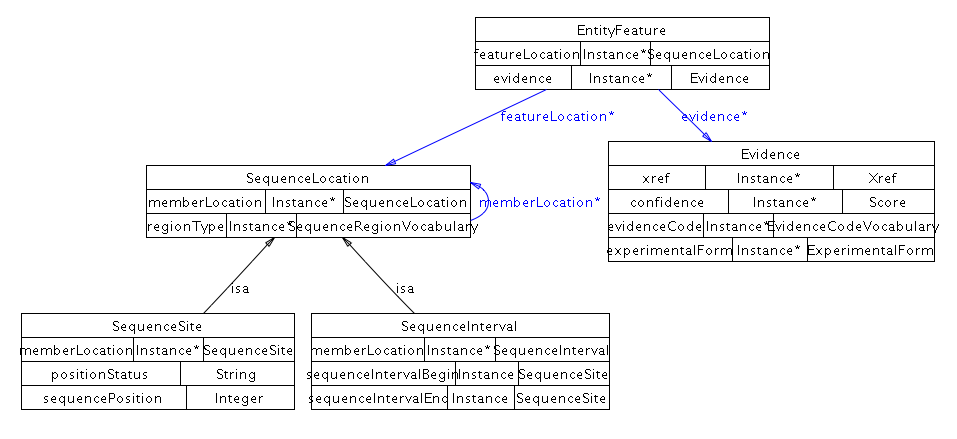 EntityFeature
featureLocation Instance* SequenceLocation
evidence Instance* Evidence
featureLocation* evidence*
Evidence
xref Instance* Xref
confidence Instance* Score
evidenceCode Instance* EvidenceCodeVocabulary
experimentalForm Instance* ExperimentalForm
SequenceLocation
memberLocation Instance* SequenceLocation
regionType Instance* SequenceRegionVocabulary
memberLocation*
isa isa
SequenceSite
memberLocation Instance* SequenceSite
positionStatus String
sequencePosition Integer
SequenceInterval
memberLocation Instance* SequenceInterval
sequenceIntervalBegin Instance SequenceSite
sequenceIntervalEnd Instance SequenceSite